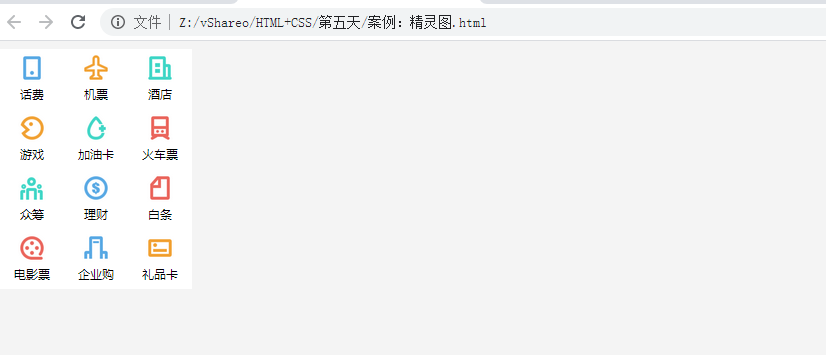 文件 | Z:/vShareo/HTML+CSS/第五天/案例：精灵图.html
话费 机票 酒店
游戏 加油卡 火车票
众筹 理财 白条
电影票 企业购 礼品卡